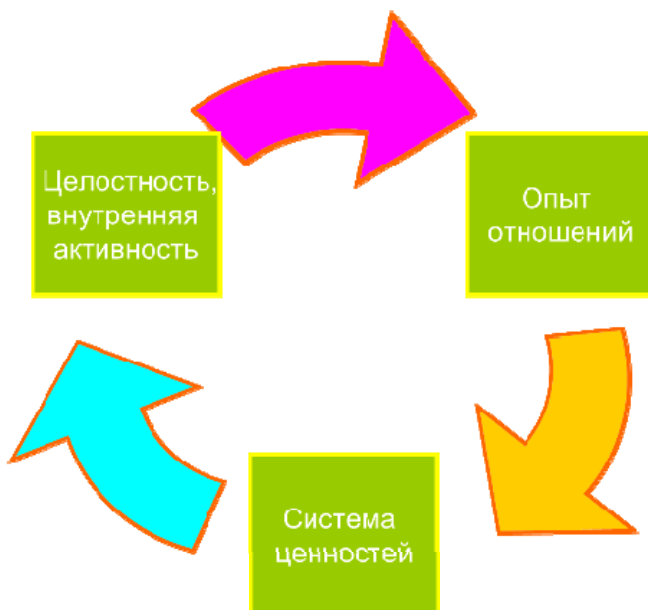 Целостность,
внутренняя
активность
Опыт
отношений
Система
ценностей